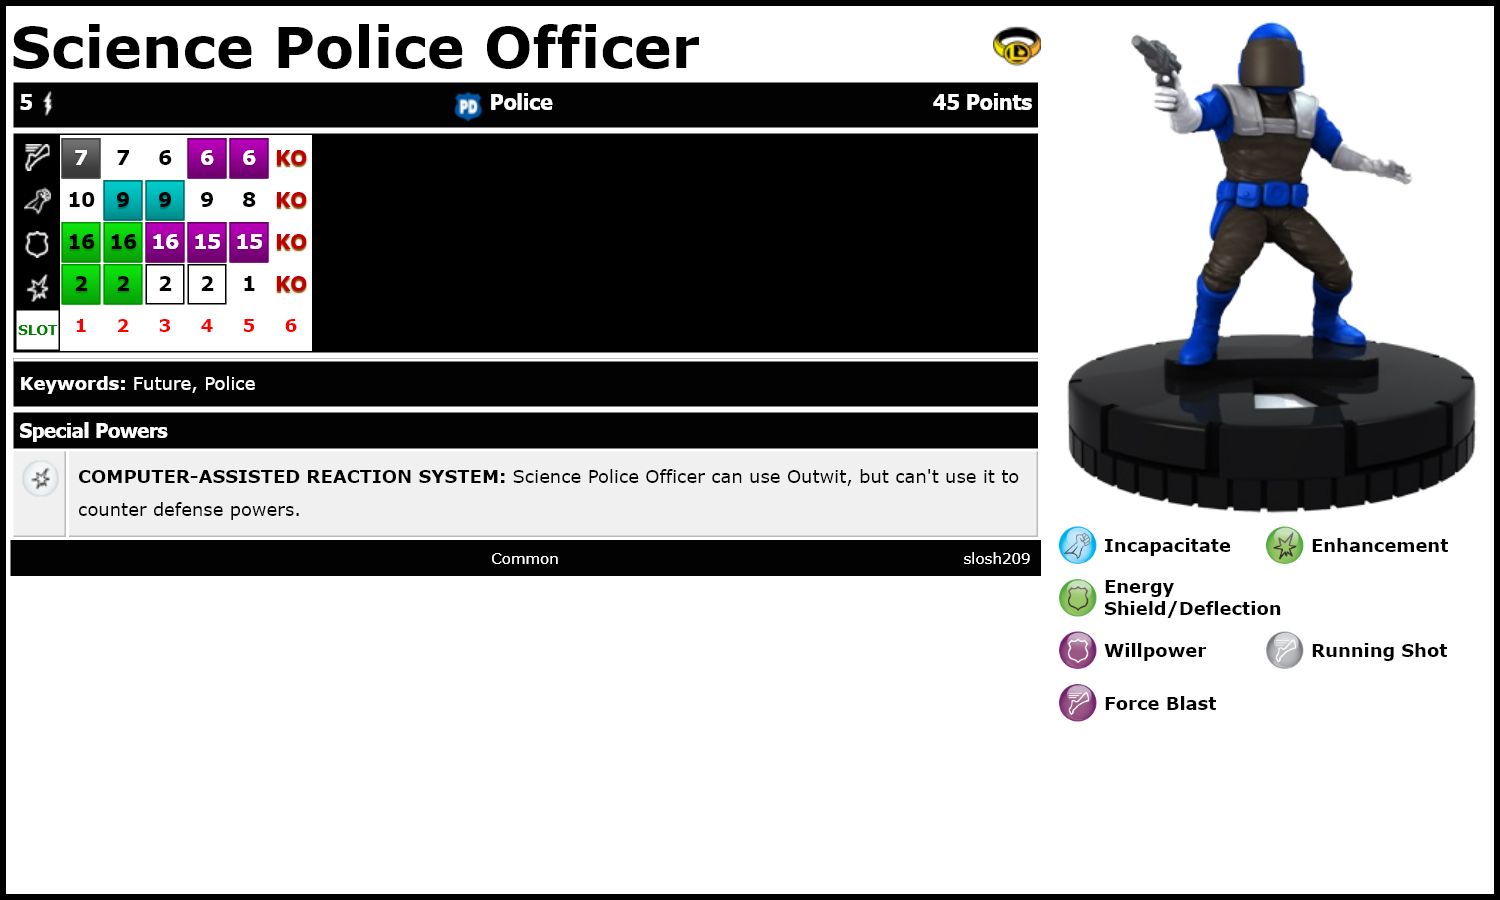 Science Police Officer
5 Police 45 Points
PD
7 7 6 6 6 KO
10 9 9 9 8 KO
16 16 16 15 15 KO
2 2 2 2 1 KO
SLOT 1 2 3 4 5 6
Keywords: Future, Police
Special Powers
COMPUTER-ASSISTED REACTION SYSTEM: Science Police Officer can use Outwit, but can't use it to
counter defense powers.
Common slosh209
Incapacitate Enhancement
Energy
Shield/Deflection
Willpower Running Shot
Force Blast